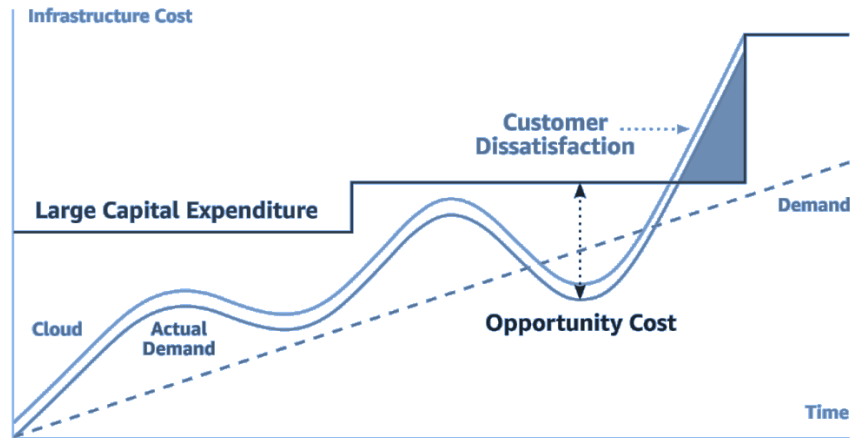 Infrastructure Cost
Customer
Dissatisfaction
Large Capital Expenditure
Demand
Cloud
Actual
Demand
Opportunity Cost
Time